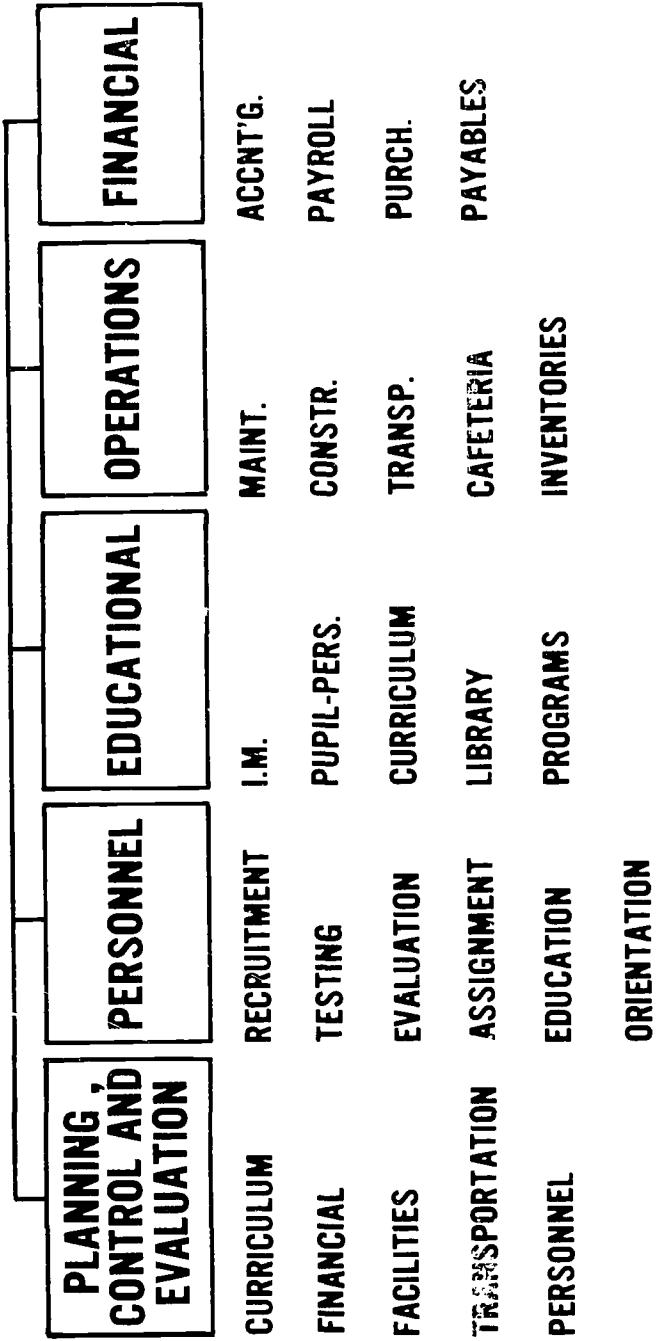 PLANNING,
CONTROL AND
EVALUATION
CURRICULUM
FINANCIAL
FACILITIES
TRANSPORTATION
PERSONNEL
PERSONNEL
RECRUITMENT
TESTING
EVALUATION
ASSIGNMENT
EDUCATION
ORIENTATION
EDUCATIONAL
I.M.
PUPIL-PERS.
CURRICULUM
LIBRARY
PROGRAMS
OPERATIONS
MAINT.
CONSTR.
TRANSP.
CAFETERIA
INVENTORIES
FINANCIAL
ACCNT'G.
PAYROLL
PURCH.
PAYABLES